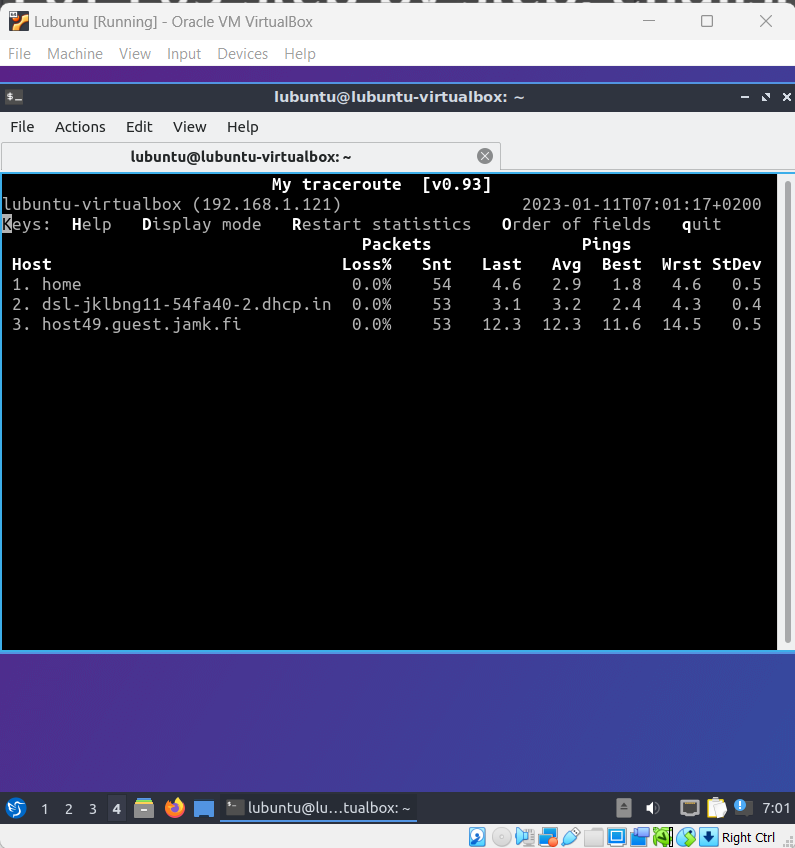 Lubuntu [Running] - Oracle VM VirtualBox
File Machine View Input Devices Help
lubuntu@lubuntu-virtualbox: ~
File Actions Edit View Help
lubuntu@lubuntu-virtualbox: ~
My traceroute [v0.93]
lubuntu-virtualbox (192.168.1.121) 2023-01-11T07:01:17+0200
Keys: Help Display mode Restart statistics Order of fields quit
Packets Pings
Host Loss% Snt Last Avg Best Wrst StDev
1. home 0.0% 54 4.6 2.9 1.8 4.6 0.5
2. dsl-jklbng11-54fa40-2.dhcp.in 0.0% 53 3.1 3.2 2.4 4.3 0.4
3. host49.guest.jamk.fi 0.0% 53 12.3 12.3 11.6 14.5 0.5
1 2 3 4 lubuntu@lu…tualbox: ~ 7:01
Right Ctrl